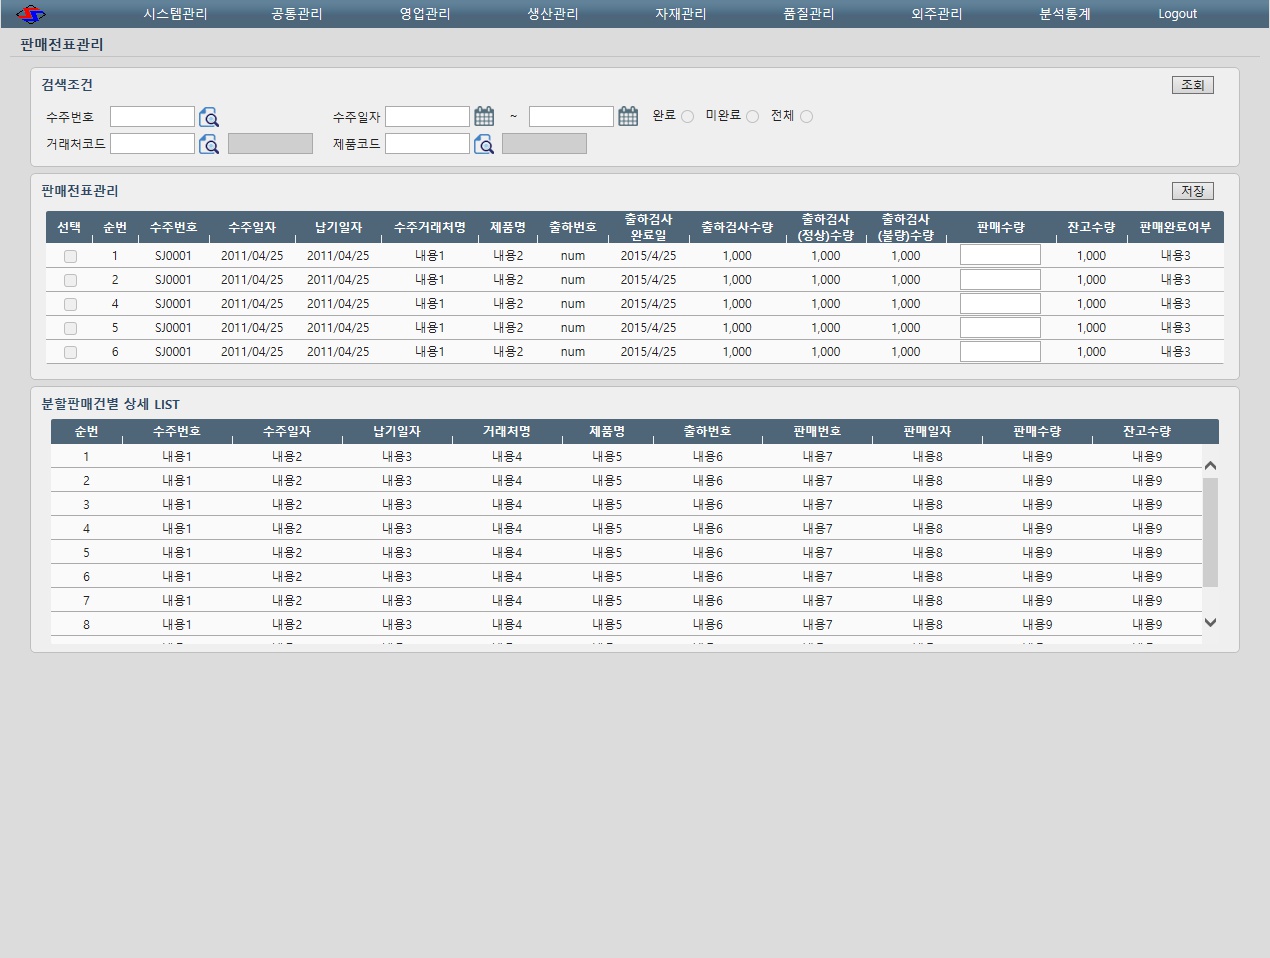 시스템관리 공통관리 영업관리 생산관리 자재관리 품질관리 외주관리 분석통계 Logout
판매전표관리
검색조건 조회
수주번호 수주일자 ~ 완료 미완료 전체
거래처코드 제품코드
판매전표관리 저장
선택 순번 수주번호 수주일자 납기일자 수주거래처명 제품명 출하번호 출하검사 완료일 출하검사수량 출하검사 (정상)수량 출하검사 (불량)수량 판매수량 잔고수량 판매완료여부
1 SJ0001 2011/04/25 2011/04/25 내용1 내용2 num 2015/4/25 1,000 1,000 1,000 1,000 내용3
2 SJ0001 2011/04/25 2011/04/25 내용1 내용2 num 2015/4/25 1,000 1,000 1,000 1,000 내용3
4 SJ0001 2011/04/25 2011/04/25 내용1 내용2 num 2015/4/25 1,000 1,000 1,000 1,000 내용3
5 SJ0001 2011/04/25 2011/04/25 내용1 내용2 num 2015/4/25 1,000 1,000 1,000 1,000 내용3
6 SJ0001 2011/04/25 2011/04/25 내용1 내용2 num 2015/4/25 1,000 1,000 1,000 1,000 내용3
분할판매건별 상세 LIST
순번 수주번호 수주일자 납기일자 거래처명 제품명 출하번호 판매번호 판매일자 판매수량 잔고수량
1 내용1 내용2 내용3 내용4 내용5 내용6 내용7 내용8 내용9 내용9
2 내용1 내용2 내용3 내용4 내용5 내용6 내용7 내용8 내용9 내용9
3 내용1 내용2 내용3 내용4 내용5 내용6 내용7 내용8 내용9 내용9
4 내용1 내용2 내용3 내용4 내용5 내용6 내용7 내용8 내용9 내용9
5 내용1 내용2 내용3 내용4 내용5 내용6 내용7 내용8 내용9 내용9
6 내용1 내용2 내용3 내용4 내용5 내용6 내용7 내용8 내용9 내용9
7 내용1 내용2 내용3 내용4 내용5 내용6 내용7 내용8 내용9 내용9
8 내용1 내용2 내용3 내용4 내용5 내용6 내용7 내용8 내용9 내용9